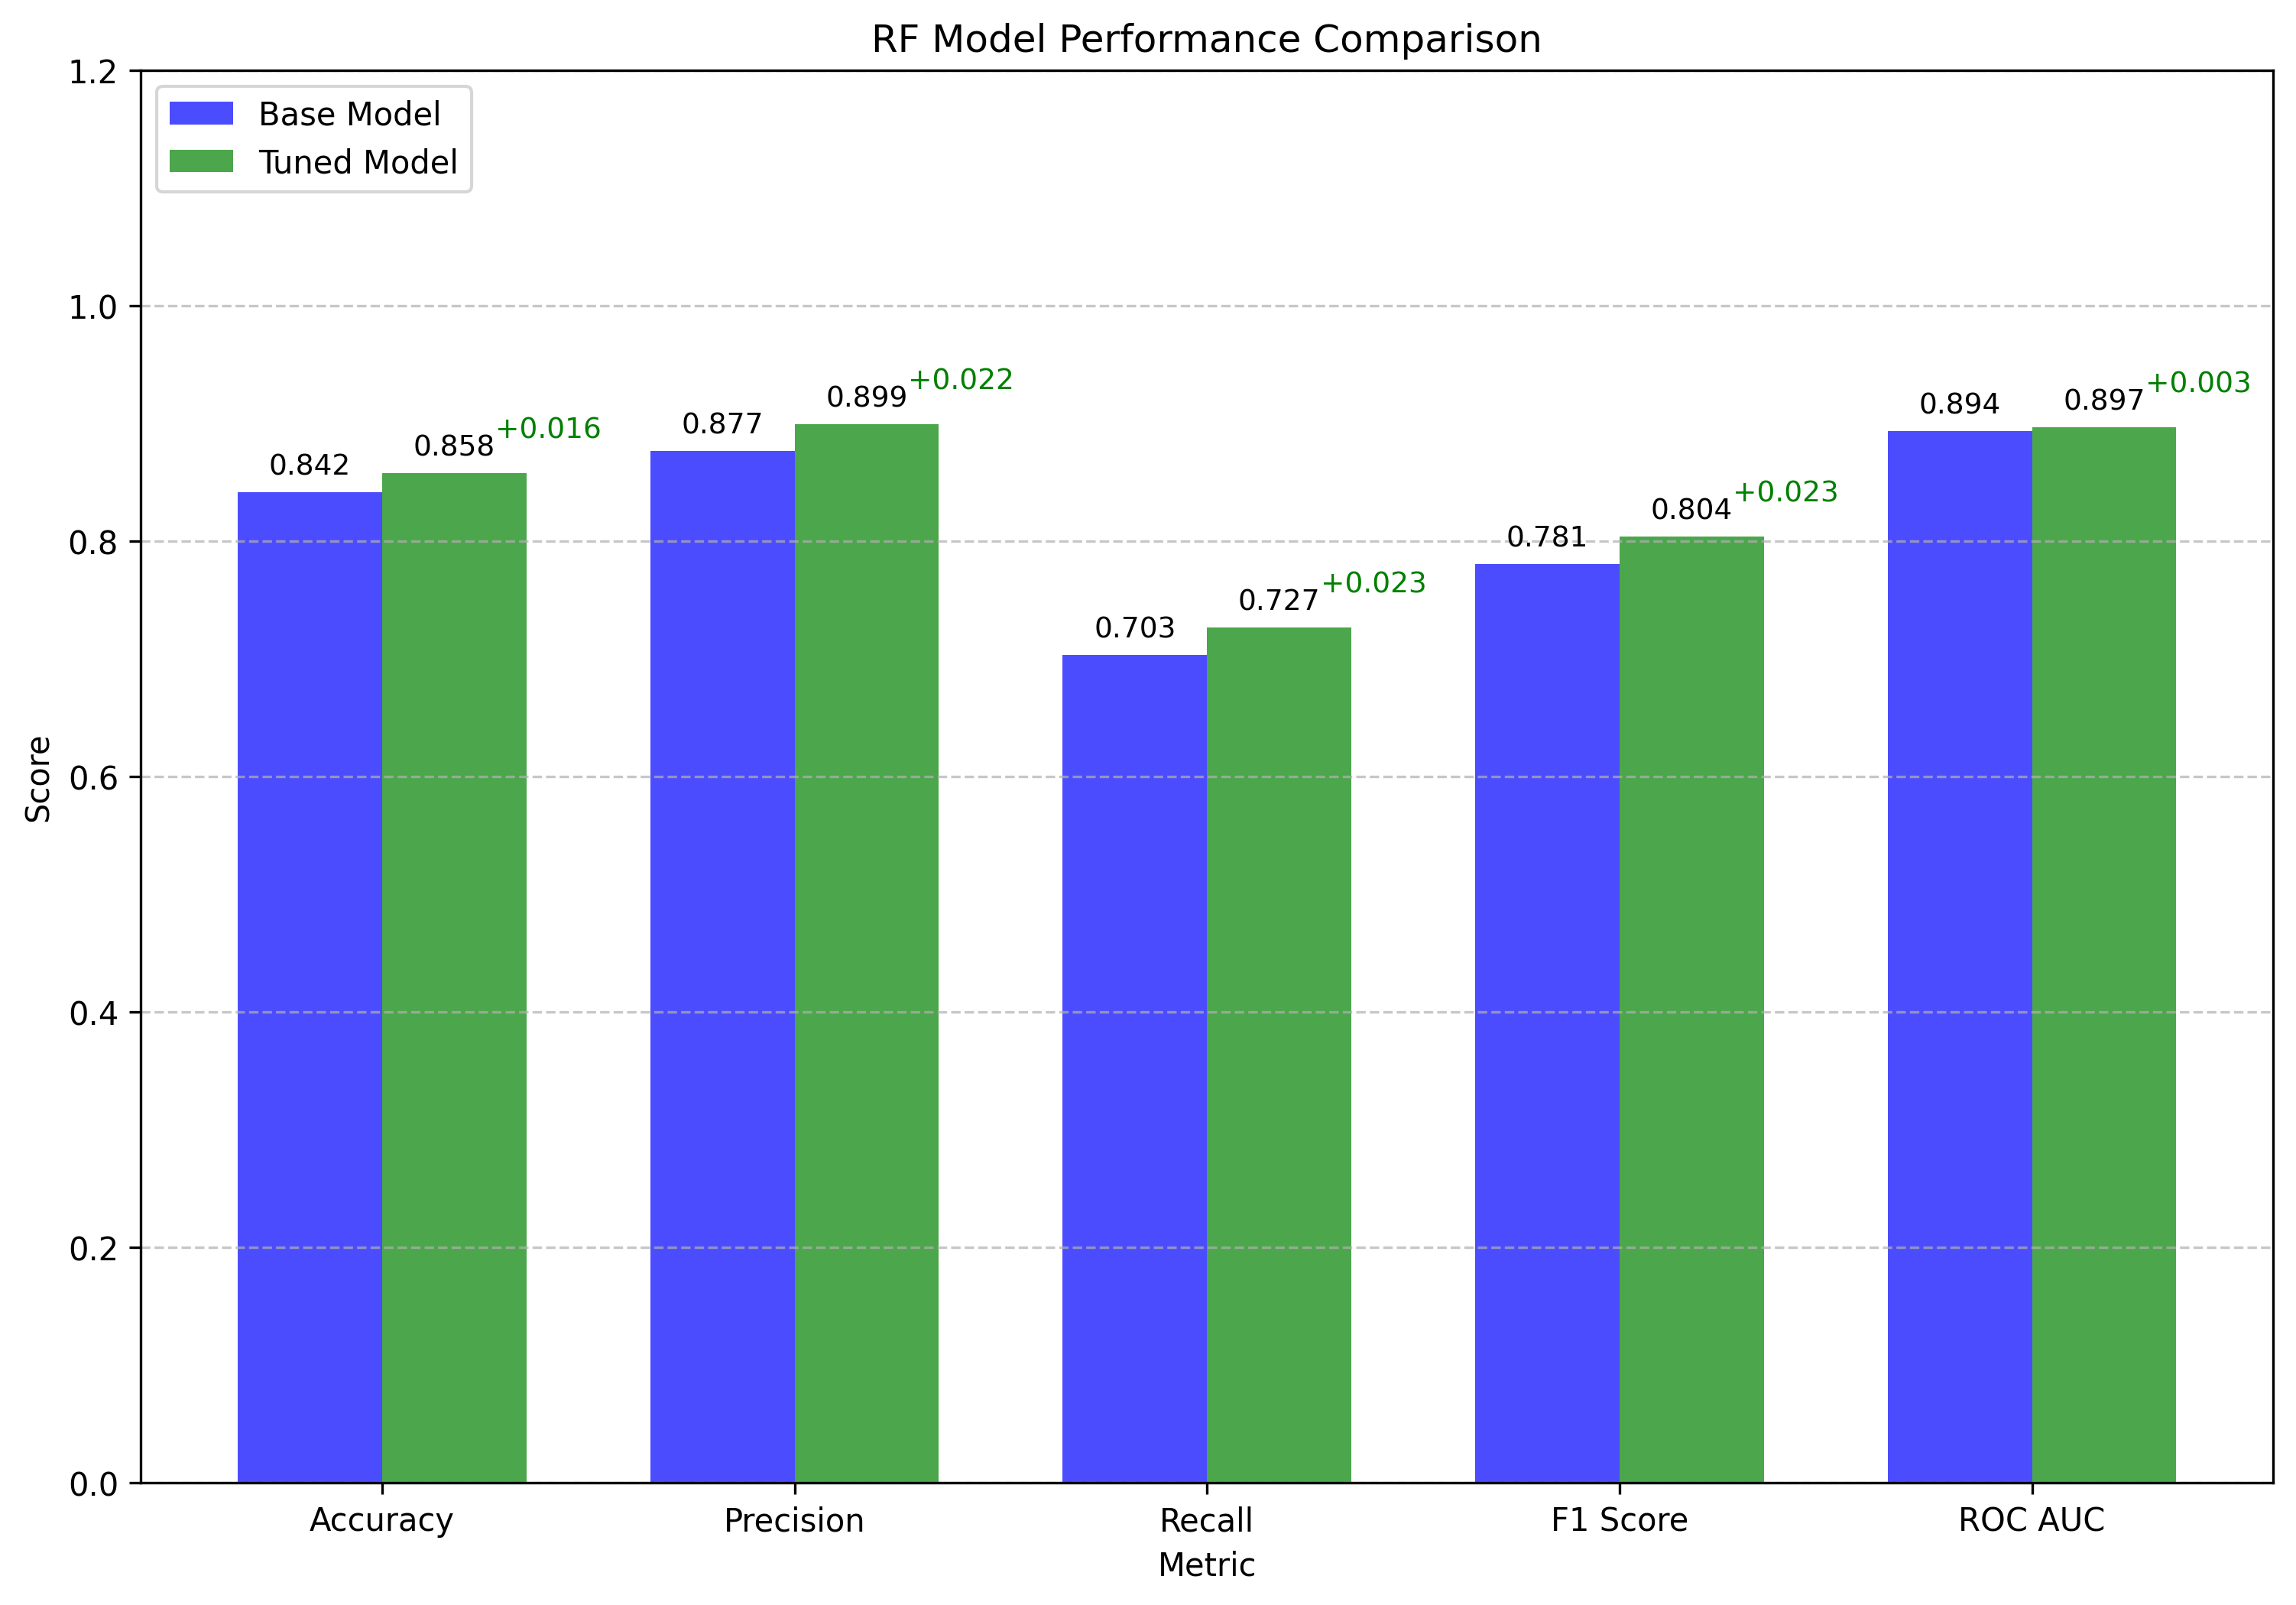 RF Model Performance Comparison
Base Model
Tuned Model
Score
1.2
1.0
0.8
0.6
0.4
0.2
0.0
0.842
0.858
+0.016
0.877
0.899
+0.022
0.703
0.727
+0.023
0.781
0.804
+0.023
0.894
0.897
+0.003
Accuracy
Precision
Recall
F1 Score
ROC AUC
Metric